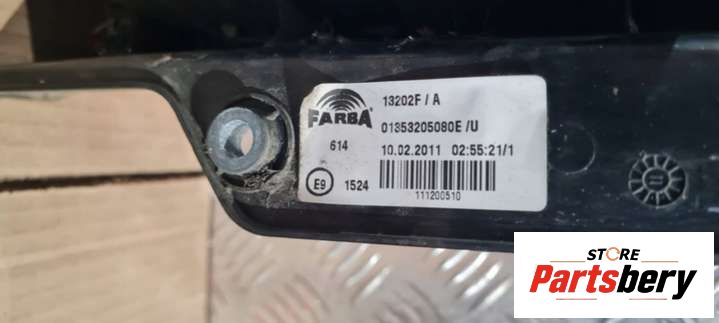 13202F / A
FARBA
01353205080E /U
614
10.02.2011 02:55:21/1
E9
1524
111200510
STORE
Partsbery